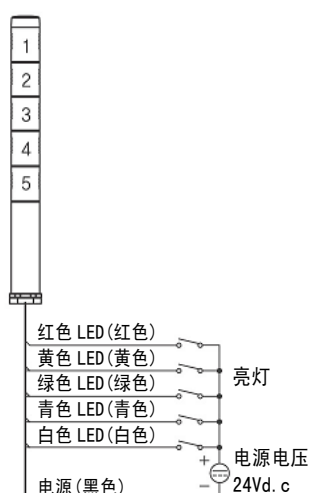 1
2
3
4
5
红色 LED(红色)
黄色 LED(黄色)
绿色 LED(绿色)
青色 LED(青色)
白色 LED(白色)
亮灯
+
电源电压
24Vd.c
-
电源(黑色)